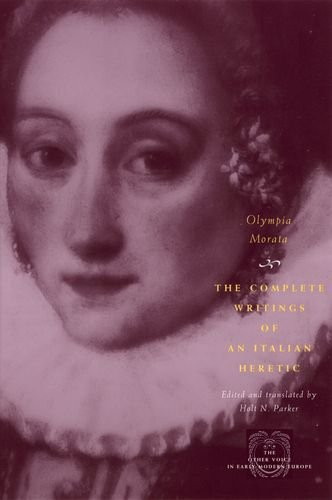 Olympia
Morata
THE COMPLETE
WRITINGS
OF
AN ITALIAN
HERETIC
Edited and translated by
Holt N. Parker
THE
OTHER VOICE
IN EARLY MODERN EUROPE